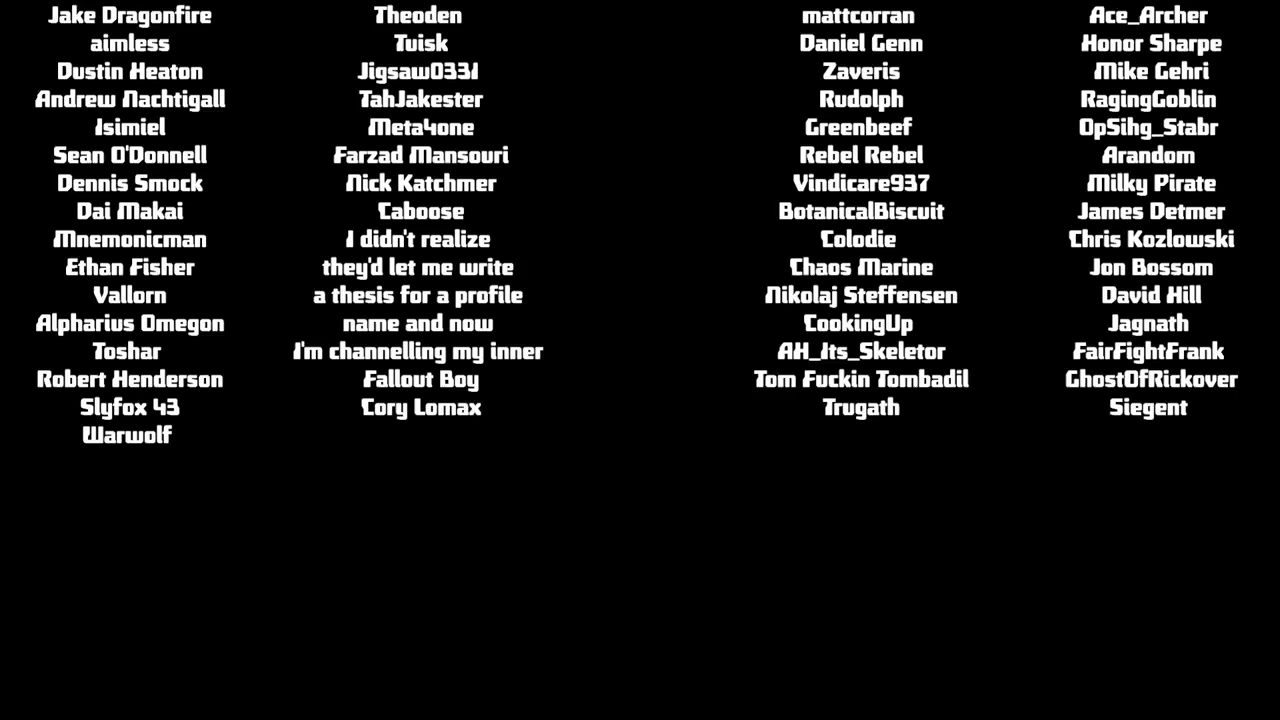 Jake Dragonfire
aimless
Dustin Heaton
Andrew Nachtigall
Isimiel
Sean O'Donnell
Dennis Smock
Dai Makai
Mnemonicman
Ethan Fisher
Vallorn
Alpharius Omegon
Toshar
Robert Henderson
Slyfox 43
Warwolf
Theoden
Tuisk
Jigsaw0331
TahJakester
Meta4one
Farzad Mansouri
Nick Katchmer
Caboose
I didn't realize
they'd let me write
a thesis for a profile
name and now
I'm channelling my inner
Fallout Boy
Cory Lomax
mattcorran
Daniel Genn
Zaveris
Rudolph
Greenbeef
Rebel Rebel
Vindicare937
BotanicalBiscuit
Colodie
Chaos Marine
Nikolaj Steffensen
CookingUp
AH_Its_Skeletor
Tom Fuckin Tombadil
Trugath
Ace_Archer
Honor Sharpe
Mike Gehri
RagingGoblin
OpSihg_Stabr
Arandom
Milky Pirate
James Detmer
Chris Kozlowski
Jon Bossom
David Hill
Jagnath
FairFightFrank
GhostOfRickover
Siegent